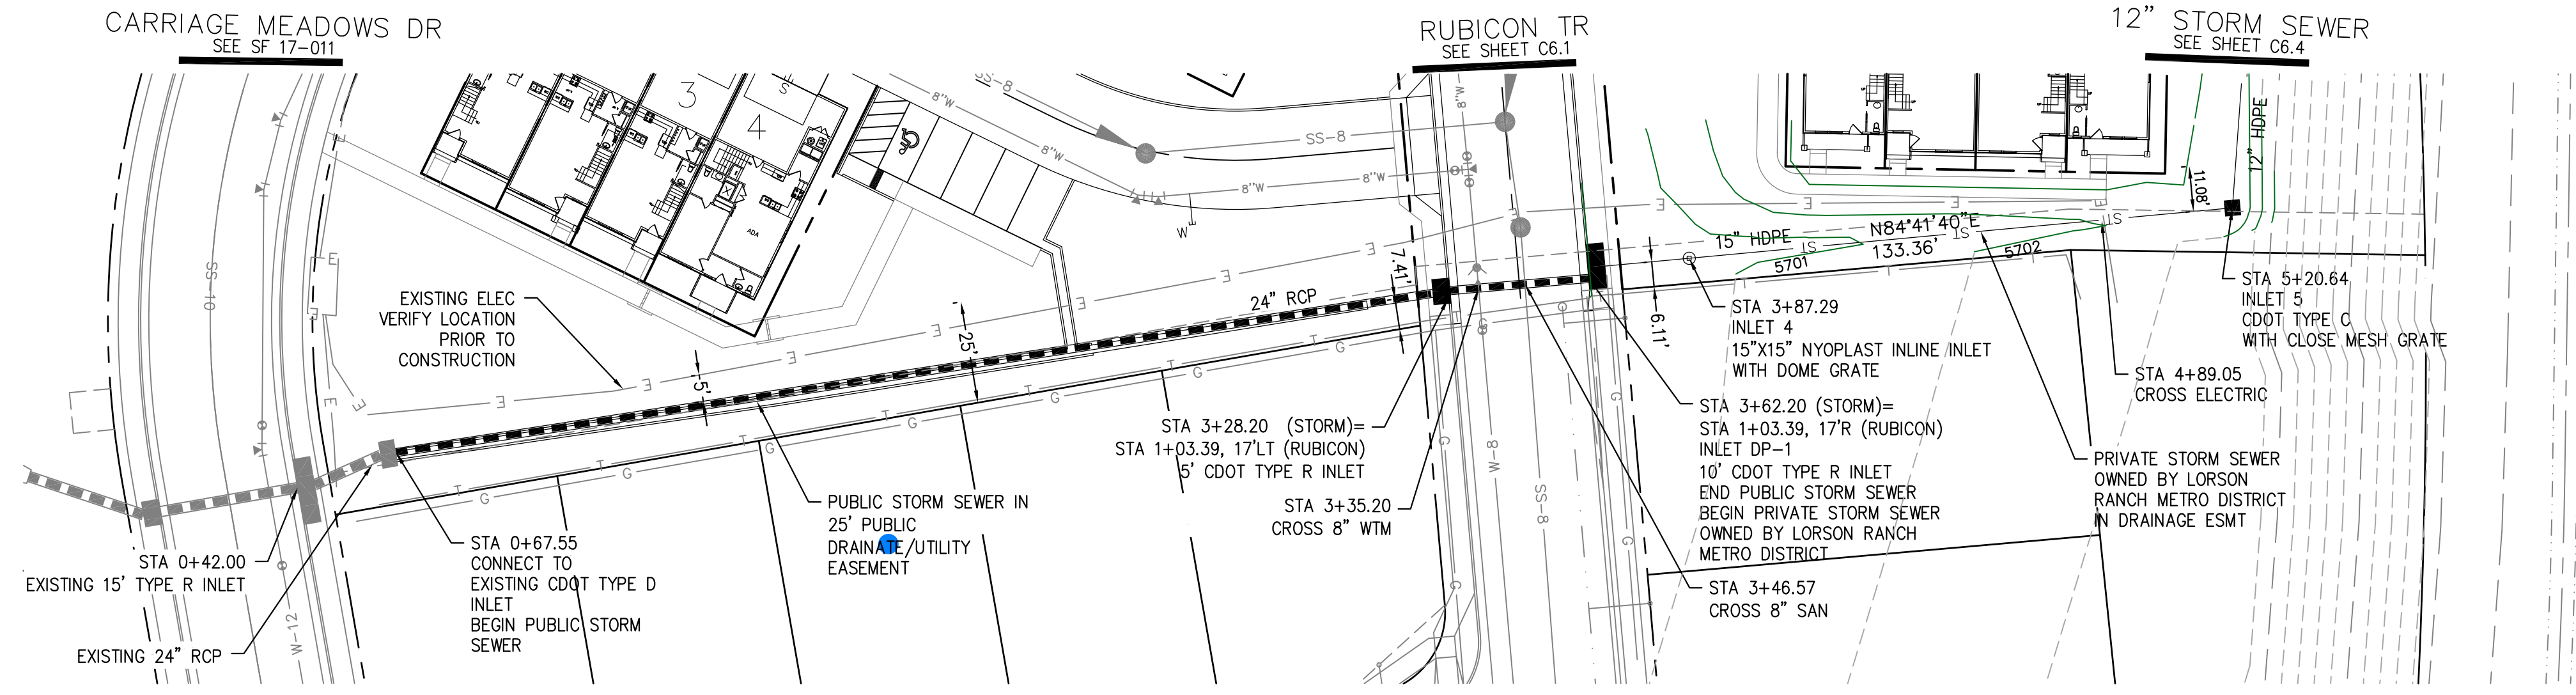 CARRIAGE MEADOWS DR
SEE SF 17-011
RUBICON TR
SEE SHEET C6.1
12" STORM SEWER
SEE SHEET C6.4
3
4
S
ADA
SS-8
8"W
8"W
SS-8
8"W
8"W
8"W
W
SS-10
12" HDPE
11.08'
15" HDPE
N84°41'40"E
133.36'
5701
5702
ST
ST
ST
7.41'
6.11'
24" RCP
25'
5'
EXISTING ELEC
VERIFY LOCATION
PRIOR TO
CONSTRUCTION
STA 5+20.64
INLET 5
CDOT TYPE C
WITH CLOSE MESH GRATE
STA 3+87.29
INLET 4
15"X15" NYOPLAST INLINE INLET
WITH DOME GRATE
STA 4+89.05
CROSS ELECTRIC
STA 3+28.20 (STORM)=
STA 1+03.39, 17'LT (RUBICON)
5' CDOT TYPE R INLET
STA 3+62.20 (STORM)=
STA 1+03.39, 17'R (RUBICON)
INLET DP-1
10' CDOT TYPE R INLET
END PUBLIC STORM SEWER
BEGIN PRIVATE STORM SEWER
OWNED BY LORSON RANCH
METRO DISTRICT
PRIVATE STORM SEWER
OWNED BY LORSON
RANCH METRO DISTRICT
IN DRAINAGE ESMT
STA 3+35.20
CROSS 8" WTM
PUBLIC STORM SEWER IN
25' PUBLIC
DRAINATE/UTILITY
EASEMENT
STA 0+42.00
EXISTING 15' TYPE R INLET
STA 0+67.55
CONNECT TO
EXISTING CDOT TYPE D
INLET
BEGIN PUBLIC STORM
SEWER
STA 3+46.57
CROSS 8" SAN
EXISTING 24" RCP
W-12
8-W
SS-8
E
E
E
E
E
E
E
E
E
E
E
E
T
T
T
T
T
T
T
G
G
G
G
G
G
G